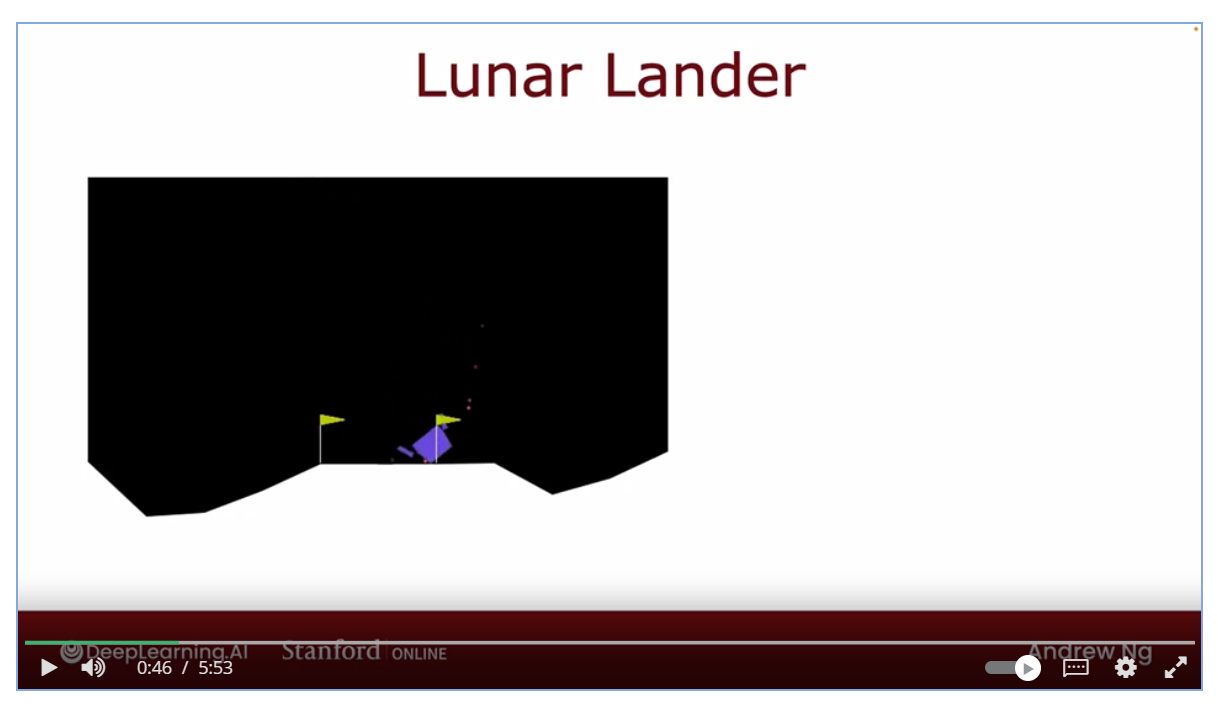 Lunar Lander
DeepLearning.AI Stanford ONLINE Andrew Ng
0:46 / 5:53